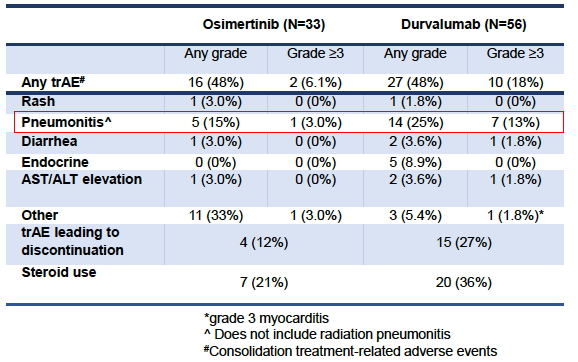 Osimertinib (N=33) Durvalumab (N=56)
Any grade Grade ≥3 Any grade Grade ≥3
Any trAE# 16 (48%) 2 (6.1%) 27 (48%) 10 (18%)
Rash 1 (3.0%) 0 (0%) 1 (1.8%) 0 (0%)
Pneumonitis^ 5 (15%) 1 (3.0%) 14 (25%) 7 (13%)
Diarrhea 1 (3.0%) 0 (0%) 2 (3.6%) 1 (1.8%)
Endocrine 0 (0%) 0 (0%) 5 (8.9%) 0 (0%)
AST/ALT elevation 1 (3.0%) 0 (0%) 2 (3.6%) 1 (1.8%)
Other 11 (33%) 1 (3.0%) 3 (5.4%) 1 (1.8%)*
trAE leading to
discontinuation 4 (12%) 15 (27%)
Steroid use 7 (21%) 20 (36%)
*grade 3 myocarditis
^ Does not include radiation pneumonitis
#Consolidation treatment-related adverse events